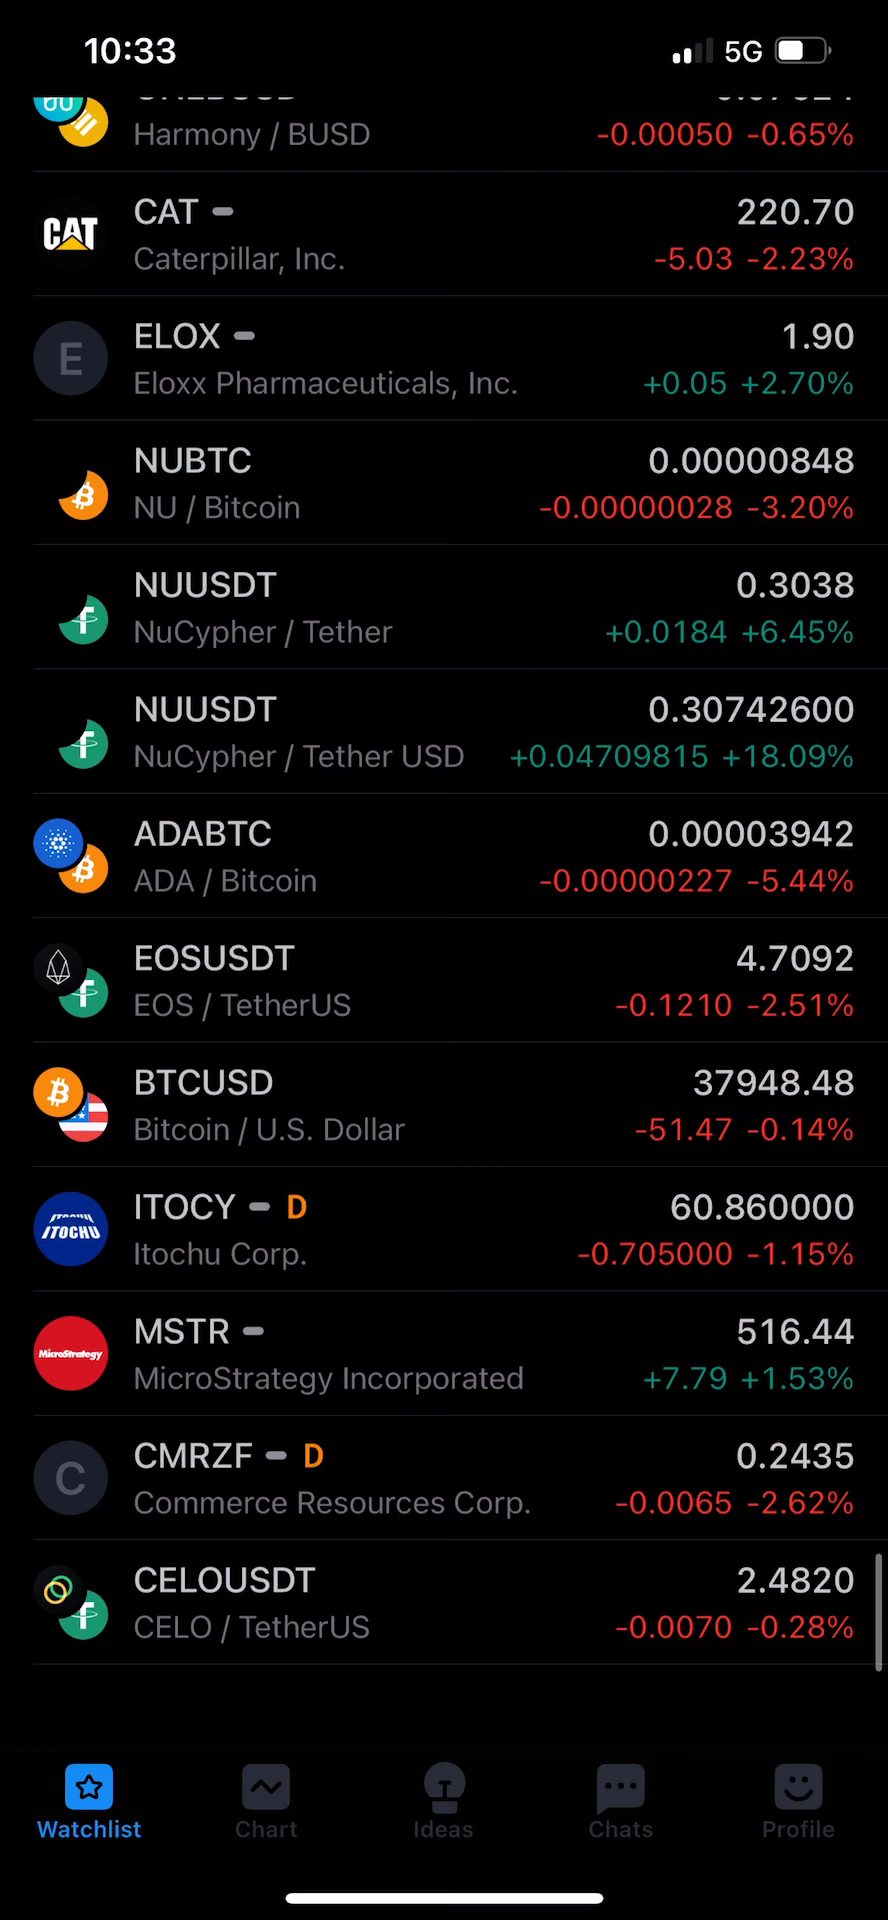 10:33 5G
Harmony / BUSD -0.00050 -0.65%
CAT 220.70
CAT
Caterpillar, Inc. -5.03 -2.23%
ELOX 1.90
E
Eloxx Pharmaceuticals, Inc. +0.05 +2.70%
NUBTC 0.00000848
NU / Bitcoin -0.00000028 -3.20%
NUUSDT 0.3038
NuCypher / Tether +0.0184 +6.45%
NUUSDT 0.30742600
NuCypher / Tether USD +0.04709815 +18.09%
ADABTC 0.00003942
ADA / Bitcoin -0.00000227 -5.44%
EOSUSDT 4.7092
EOS / TetherUS -0.1210 -2.51%
BTCUSD 37948.48
Bitcoin / U.S. Dollar -51.47 -0.14%
ITOCY D 60.860000
ITOCHU
Itochu Corp. -0.705000 -1.15%
MSTR 516.44
MicroStrategy
MicroStrategy Incorporated +7.79 +1.53%
CMRZF D 0.2435
C
Commerce Resources Corp. -0.0065 -2.62%
CELOUSDT 2.4820
CELO / TetherUS -0.0070 -0.28%
Watchlist Chart Ideas Chats Profile